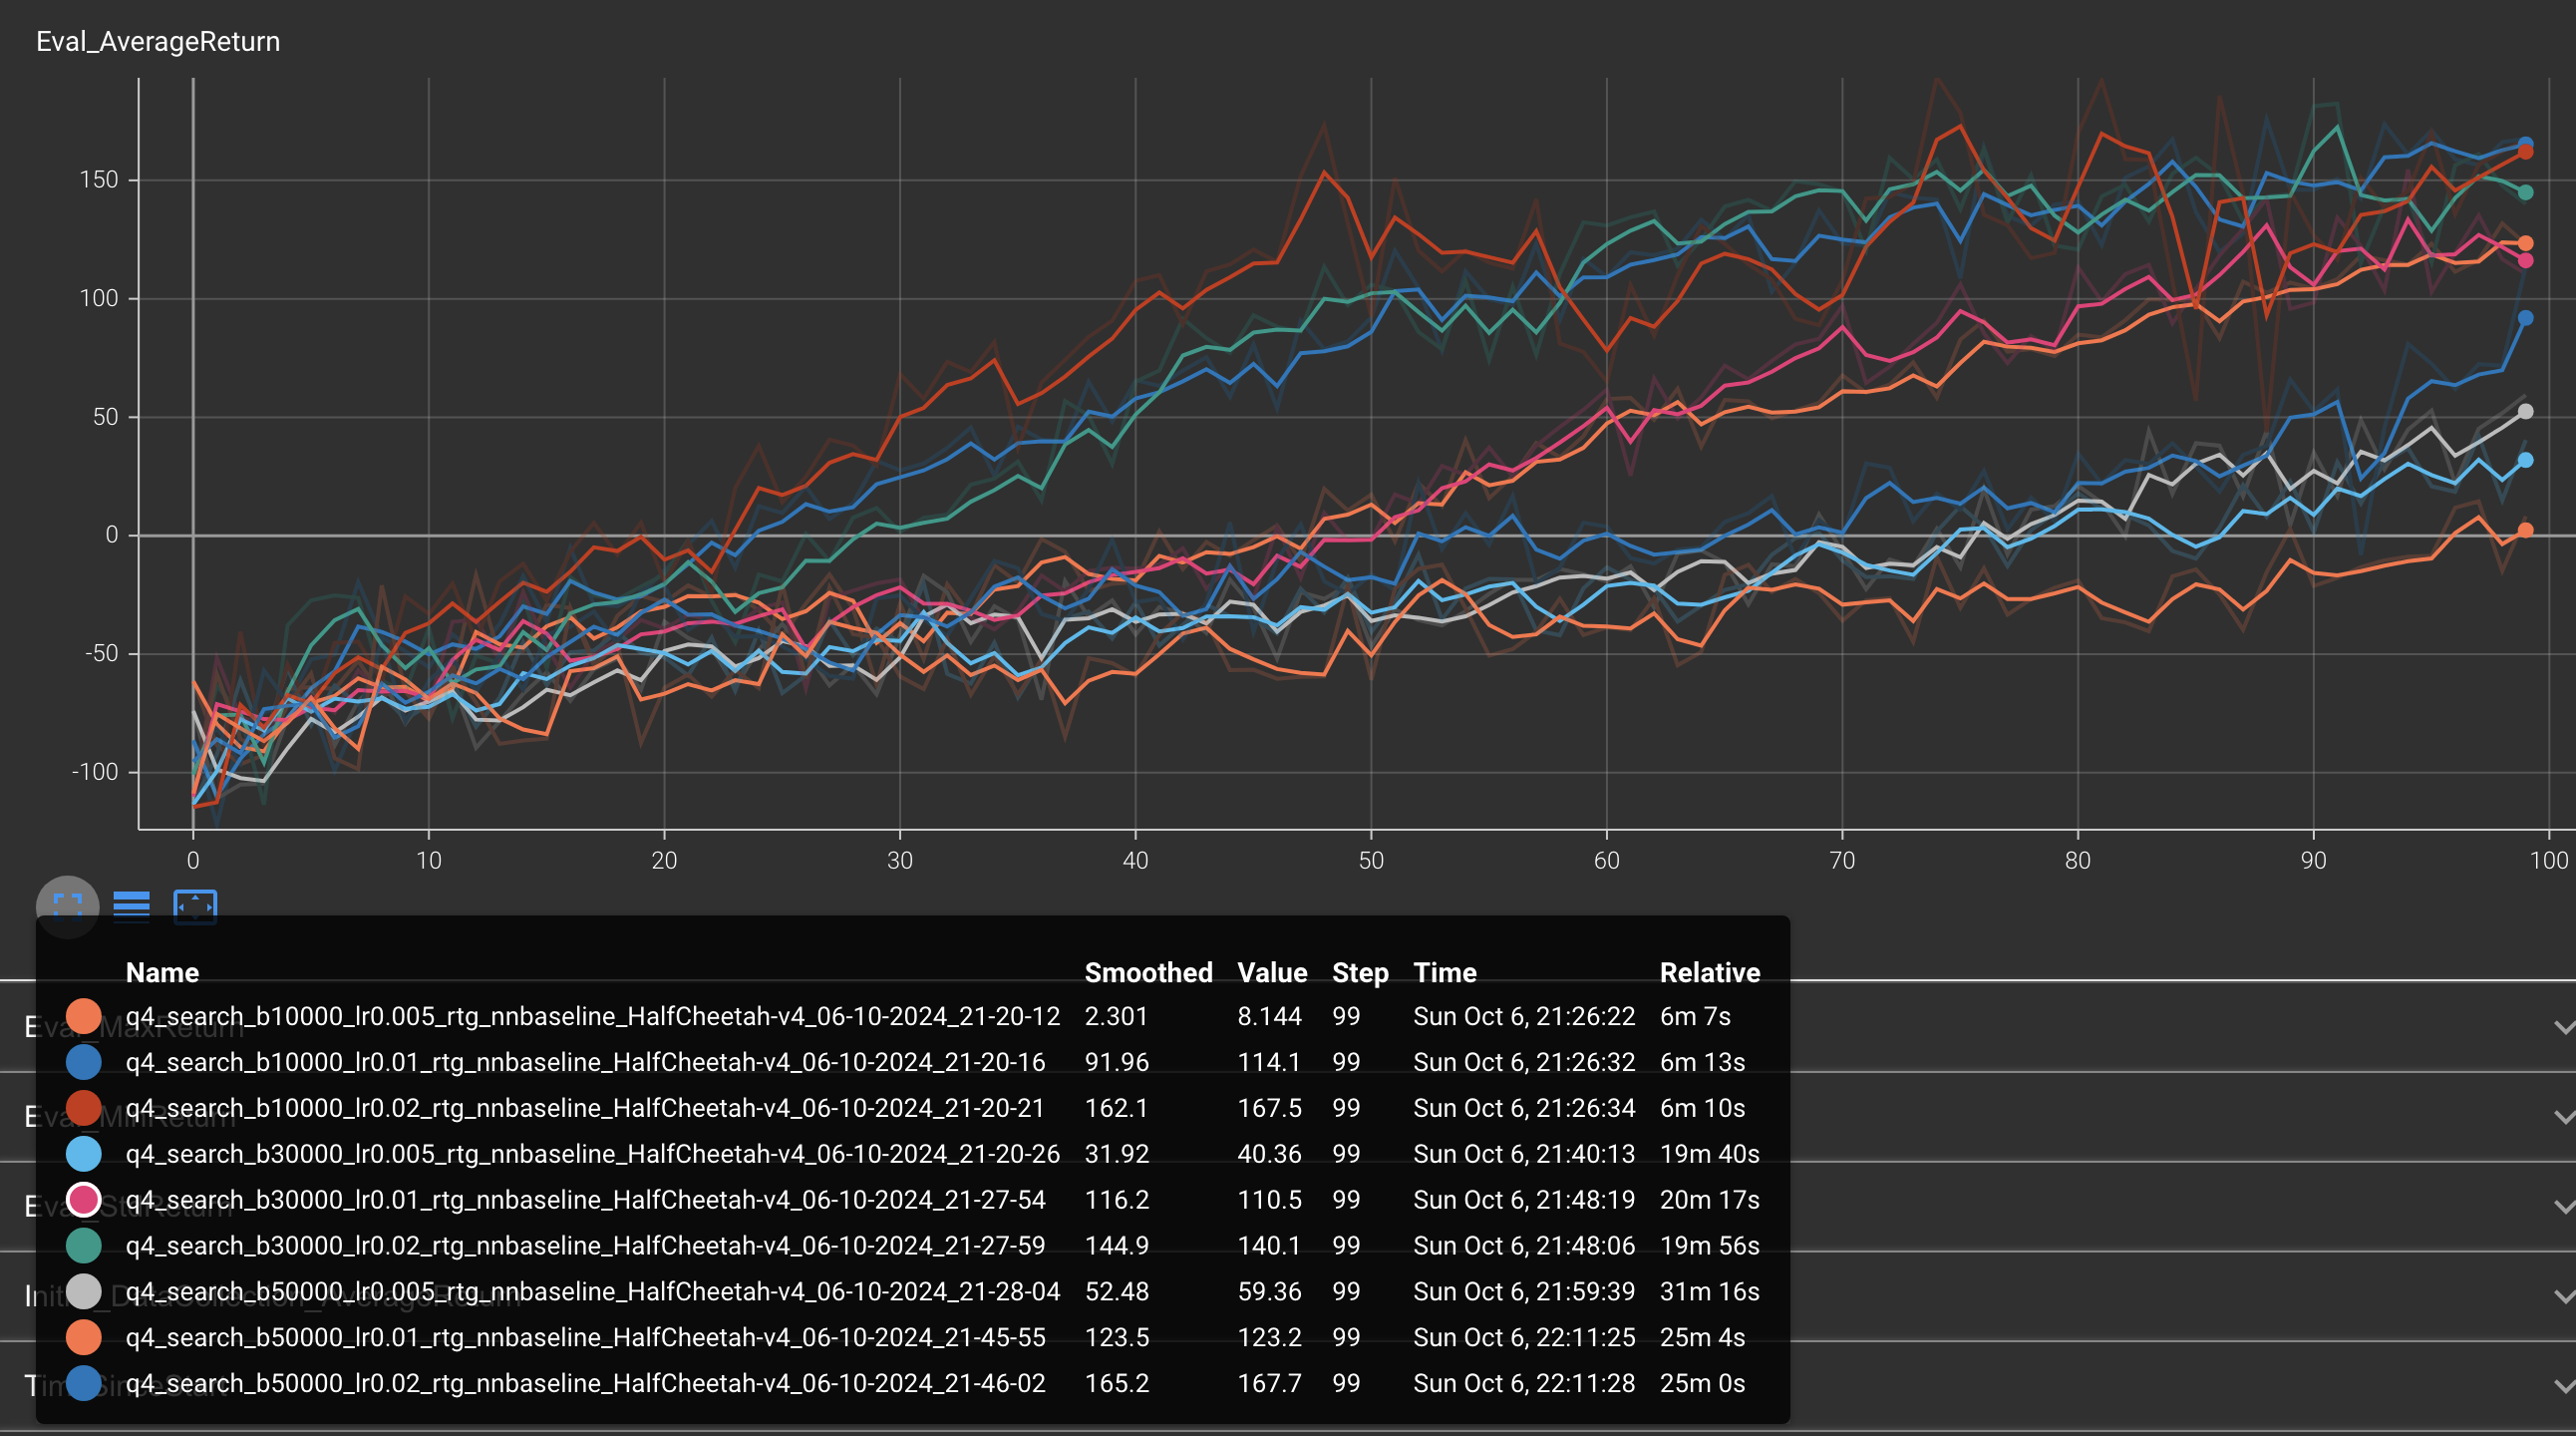 Eval_AverageReturn
150
100
50
0
-50
-100
0 10 20 30 40 50 60 70 80 90 100
Name Smoothed Value Step Time Relative
q4_search_b10000_lr0.005_rtg_nnbaseline_HalfCheetah-v4_06-10-2024_21-20-12 2.301 8.144 99 Sun Oct 6, 21:26:22 6m 7s
Eval_MaxReturn
q4_search_b10000_lr0.01_rtg_nnbaseline_HalfCheetah-v4_06-10-2024_21-20-16 91.96 114.1 99 Sun Oct 6, 21:26:32 6m 13s
q4_search_b10000_lr0.02_rtg_nnbaseline_HalfCheetah-v4_06-10-2024_21-20-21 162.1 167.5 99 Sun Oct 6, 21:26:34 6m 10s
Eval_MinReturn
q4_search_b30000_lr0.005_rtg_nnbaseline_HalfCheetah-v4_06-10-2024_21-20-26 31.92 40.36 99 Sun Oct 6, 21:40:13 19m 40s
q4_search_b30000_lr0.01_rtg_nnbaseline_HalfCheetah-v4_06-10-2024_21-27-54 116.2 110.5 99 Sun Oct 6, 21:48:19 20m 17s
Eval_StdReturn
q4_search_b30000_lr0.02_rtg_nnbaseline_HalfCheetah-v4_06-10-2024_21-27-59 144.9 140.1 99 Sun Oct 6, 21:48:06 19m 56s
q4_search_b50000_lr0.005_rtg_nnbaseline_HalfCheetah-v4_06-10-2024_21-28-04 52.48 59.36 99 Sun Oct 6, 21:59:39 31m 16s
Initial_DataCollection_AverageReturn
q4_search_b50000_lr0.01_rtg_nnbaseline_HalfCheetah-v4_06-10-2024_21-45-55 123.5 123.2 99 Sun Oct 6, 22:11:25 25m 4s
q4_search_b50000_lr0.02_rtg_nnbaseline_HalfCheetah-v4_06-10-2024_21-46-02 165.2 167.7 99 Sun Oct 6, 22:11:28 25m 0s
TimeSinceStart